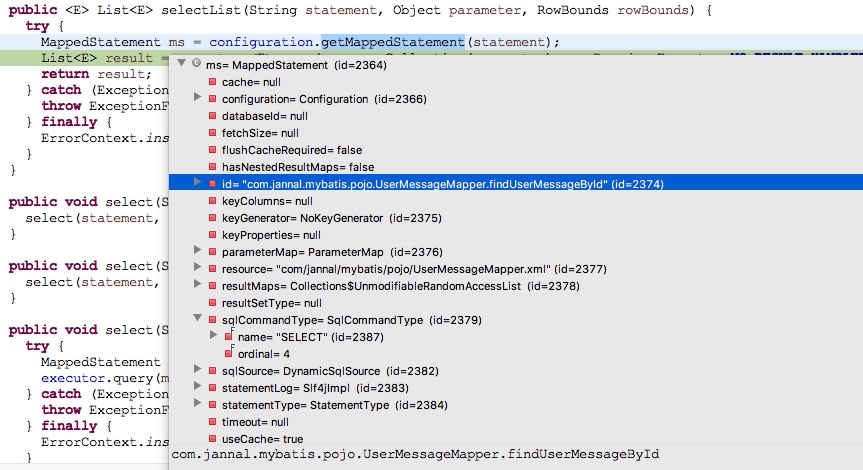 public <E> List<E> selectList(String statement, Object parameter, RowBounds rowBounds) {
try {
MappedStatement ms = configuration.getMappedStatement(statement);
List<E> result =
return result;
} catch (Exception
throw ExceptionF
} finally {
ErrorContext.ins
}
}
public void select(S
select(statement,
}
public void select(S
select(statement,
}
public void select(S
try {
MappedStatement
executor.query(m
} catch (Exception
throw ExceptionF
} finally {
ErrorContext.ins
}
ms= MappedStatement (id=2364)
cache= null
configuration= Configuration (id=2366)
databaseId= null
fetchSize= null
flushCacheRequired= false
hasNestedResultMaps= false
id= "com.jannal.mybatis.pojo.UserMessageMapper.findUserMessageById" (id=2374)
keyColumns= null
keyGenerator= NoKeyGenerator (id=2375)
keyProperties= null
parameterMap= ParameterMap (id=2376)
resource= "com/jannal/mybatis/pojo/UserMessageMapper.xml" (id=2377)
resultMaps= Collections$UnmodifiableRandomAccessList (id=2378)
resultSetType= null
sqlCommandType= SqlCommandType (id=2379)
name= "SELECT" (id=2387)
ordinal= 4
sqlSource= DynamicSqlSource (id=2382)
statementLog= Slf4jImpl (id=2383)
statementType= StatementType (id=2384)
timeout= null
useCache= true
com.jannal.mybatis.pojo.UserMessageMapper.findUserMessageById